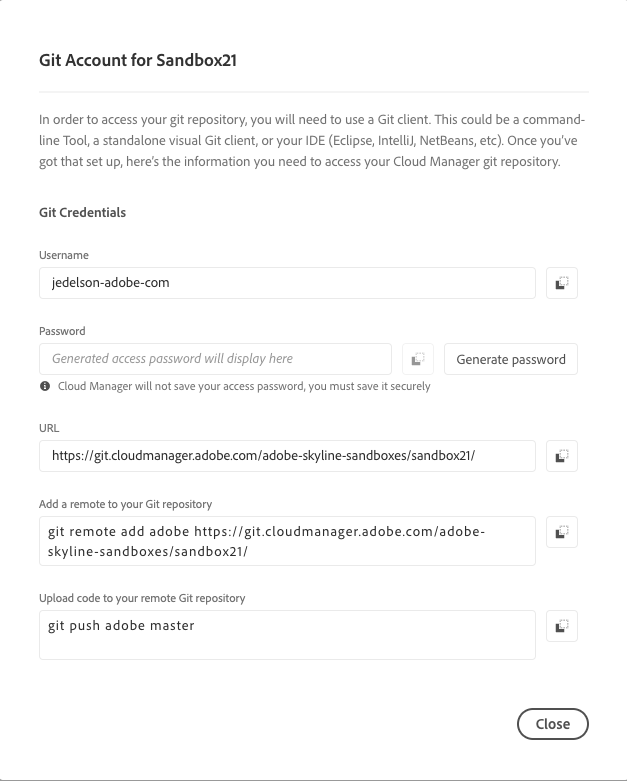 Git Account for Sandbox21
In order to access your git repository, you will need to use a Git client. This could be a command-
line Tool, a standalone visual Git client, or your IDE (Eclipse, IntelliJ, NetBeans, etc). Once you've
got that set up, here's the information you need to access your Cloud Manager git repository.
Git Credentials
Username
jedelson-adobe-com
Password
Generated access password will display here
Generate password
Cloud Manager will not save your access password, you must save it securely
URL
https://git.cloudmanager.adobe.com/adobe-skyline-sandboxes/sandbox21/
Add a remote to your Git repository
git remote add adobe https://git.cloudmanager.adobe.com/adobe-
skyline-sandboxes/sandbox21/
Upload code to your remote Git repository
git push adobe master
Close